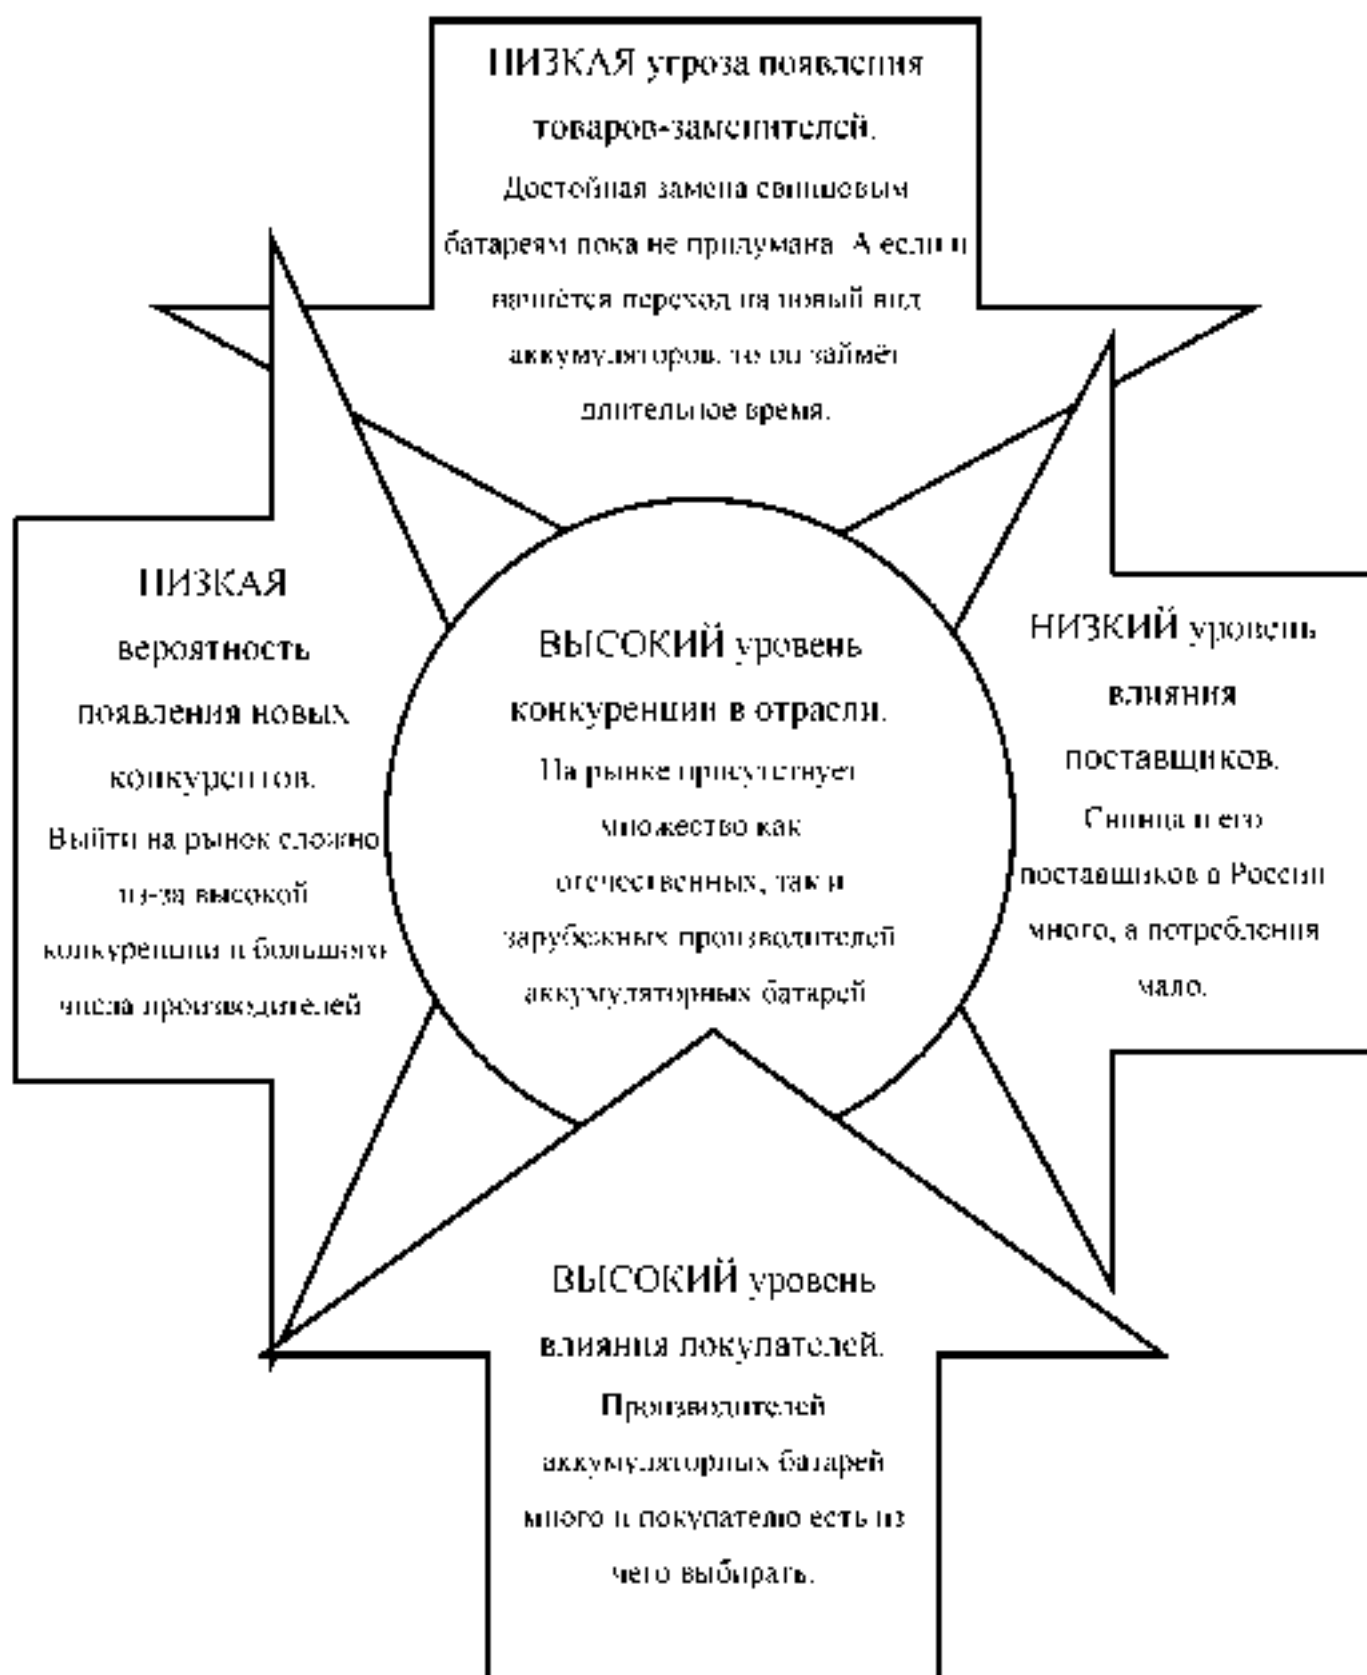 НИЗКАЯ угроза появления
товаров-заменителей.
Достойная замена свинцовым
батареям пока не придумана. А если и
начнётся переход на новый вид
аккумуляторов, то он займёт
длительное время.
НИЗКАЯ
вероятность
появления новых
конкурентов.
Выйти на рынок сложно
из-за высокой
конкуренции и большого
числа производителей
ВЫСОКИЙ уровень
конкуренции в отрасли.
На рынке присутствует
множество как
отечественных, так и
зарубежных производителей
аккумуляторных батарей
НИЗКИЙ уровень
влияния
поставщиков.
Свинца и его
поставщиков в России
много, а потребления
мало.
ВЫСОКИЙ уровень
влияния покупателей.
Производителей
аккумуляторных батарей
много и покупателю есть из
чего выбирать.